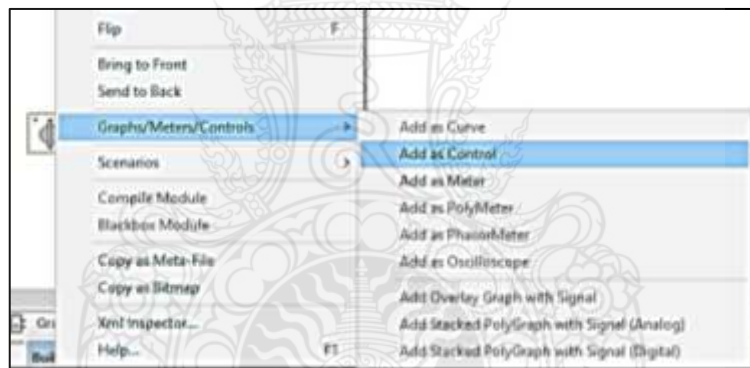 Flip F
Bring to Front
Send to Back
Graphs/Meters/Controls
Scenarios
Compile Module
Blackbox Module
Copy as Meta-File
Copy as Bitmap
Xml Inspector...
Help... F1
Add as Curve
Add as Control
Add as Meter
Add as PolyMeter
Add as PhasorMeter
Add as Oscilloscope
Add Overlay Graph with Signal
Add Stacked PolyGraph with Signal (Analog)
Add Stacked PolyGraph with Signal (Digital)